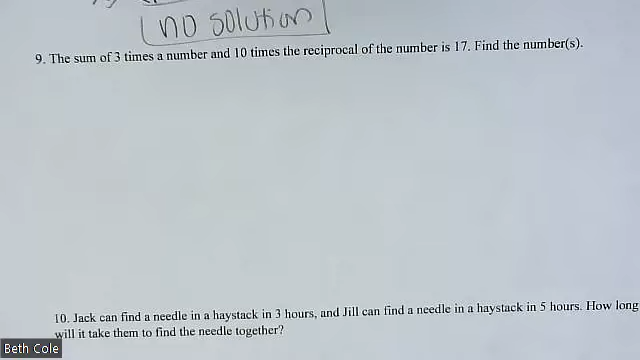 no solution
9. The sum of 3 times a number and 10 times the reciprocal of the number is 17. Find the number(s).
10. Jack can find a needle in a haystack in 3 hours, and Jill can find a needle in a haystack in 5 hours. How long
will it take them to find the needle together?
Beth Cole